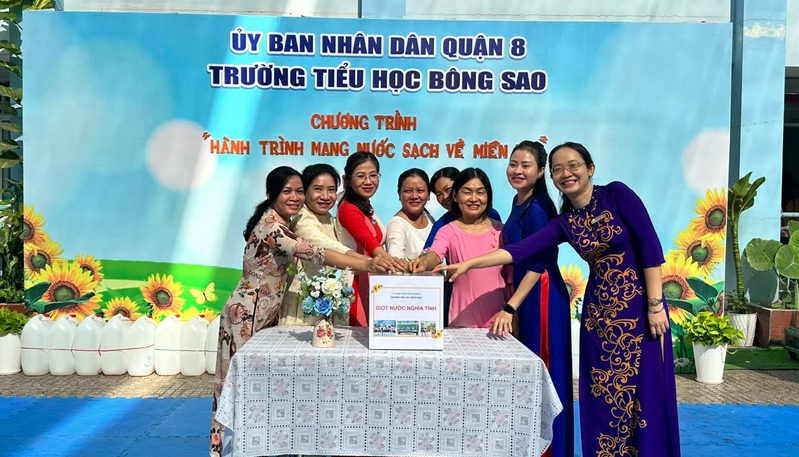 ỦY BAN NHÂN DÂN QUẬN 8
TRƯỜNG TIỂU HỌC BÔNG SAO
CHƯƠNG TRÌNH
"HÀNH TRÌNH MANG NƯỚC SẠCH VỀ MIỀN
GIỌT NƯỚC NGHĨA TÌNH